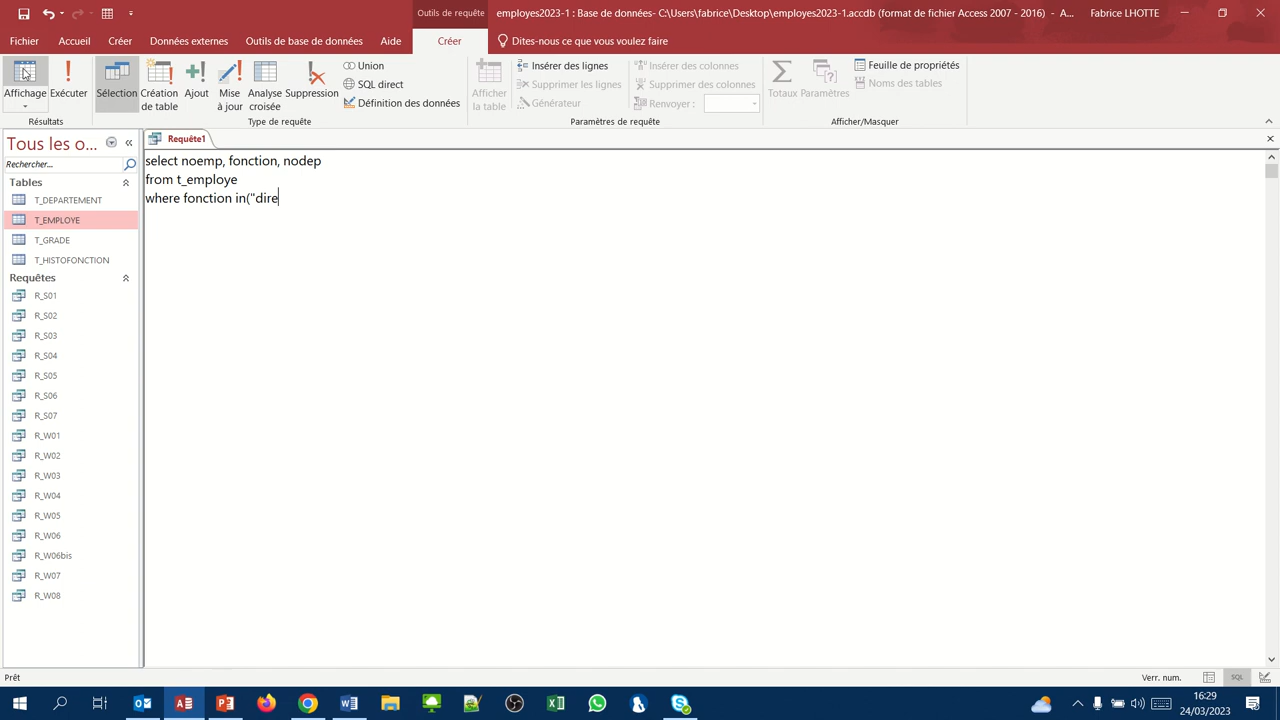 Outils de requête
employes2023-1 : Base de données- C:\Users\fabrice\Desktop\employes2023-1.accdb (format de fichier Access 2007 - 2016) - A...
Fabrice LHOTTE
Fichier
Accueil
Créer
Données externes
Outils de base de données
Aide
Créer
Dites-nous ce que vous voulez faire
Affichage
Exécuter
Résultats
Sélection
Création de table
Ajout
Mise à jour
Analyse croisée
Suppression
Union
SQL direct
Définition des données
Type de requête
Afficher la table
Insérer des lignes
Supprimer les lignes
Générateur
Insérer des colonnes
Supprimer des colonnes
Renvoyer :
Paramètres de requête
Totaux
Paramètres
Feuille de propriétés
Noms des tables
Afficher/Masquer
Tous les o...
Rechercher...
Tables
T_DEPARTEMENT
T_EMPLOYE
T_GRADE
T_HISTOFONCTION
Requêtes
R_S01
R_S02
R_S03
R_S04
R_S05
R_S06
R_S07
R_W01
R_W02
R_W03
R_W04
R_W05
R_W06
R_W06bis
R_W07
R_W08
Requête1
select noemp, fonction, nodep
from t_employe
where fonction in("dire
Prêt
Verr. num.
SQL
16:29
24/03/2023